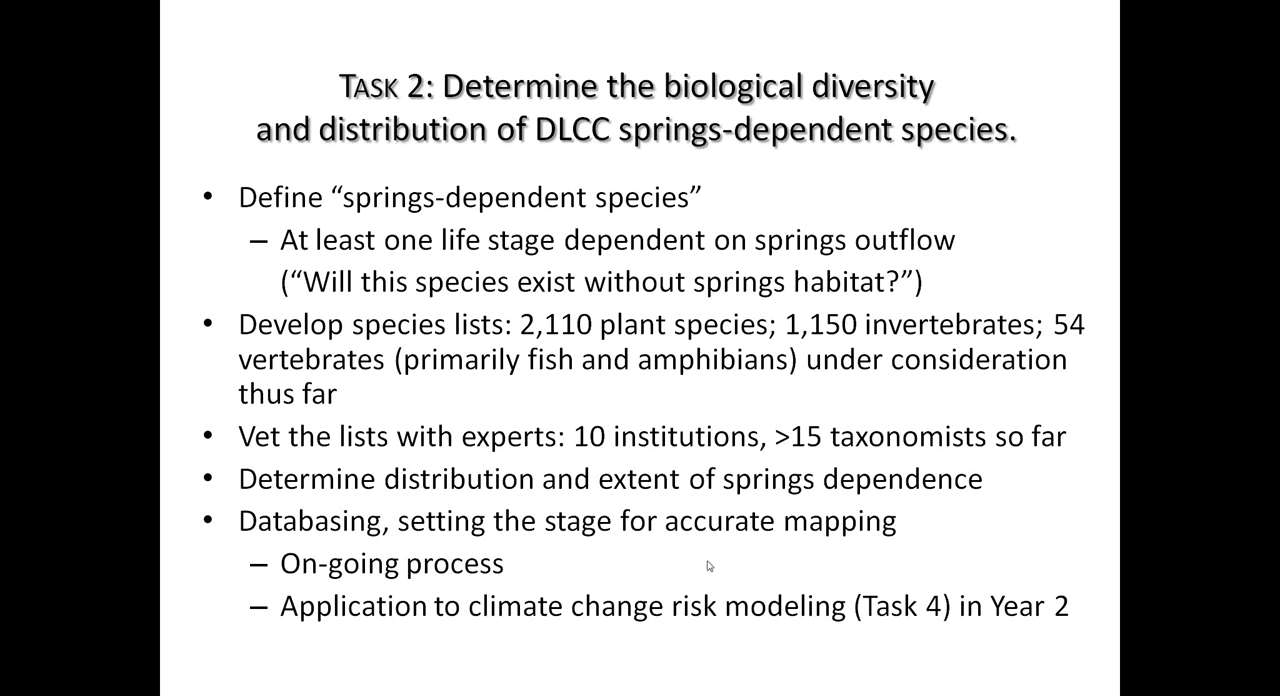 TASK 2: Determine the biological diversity
and distribution of DLCC springs-dependent species.
• Define “springs-dependent species”
– At least one life stage dependent on springs outflow
(“Will this species exist without springs habitat?”)
• Develop species lists: 2,110 plant species; 1,150 invertebrates; 54
vertebrates (primarily fish and amphibians) under consideration
thus far
• Vet the lists with experts: 10 institutions, >15 taxonomists so far
• Determine distribution and extent of springs dependence
• Databasing, setting the stage for accurate mapping
– On-going process
– Application to climate change risk modeling (Task 4) in Year 2